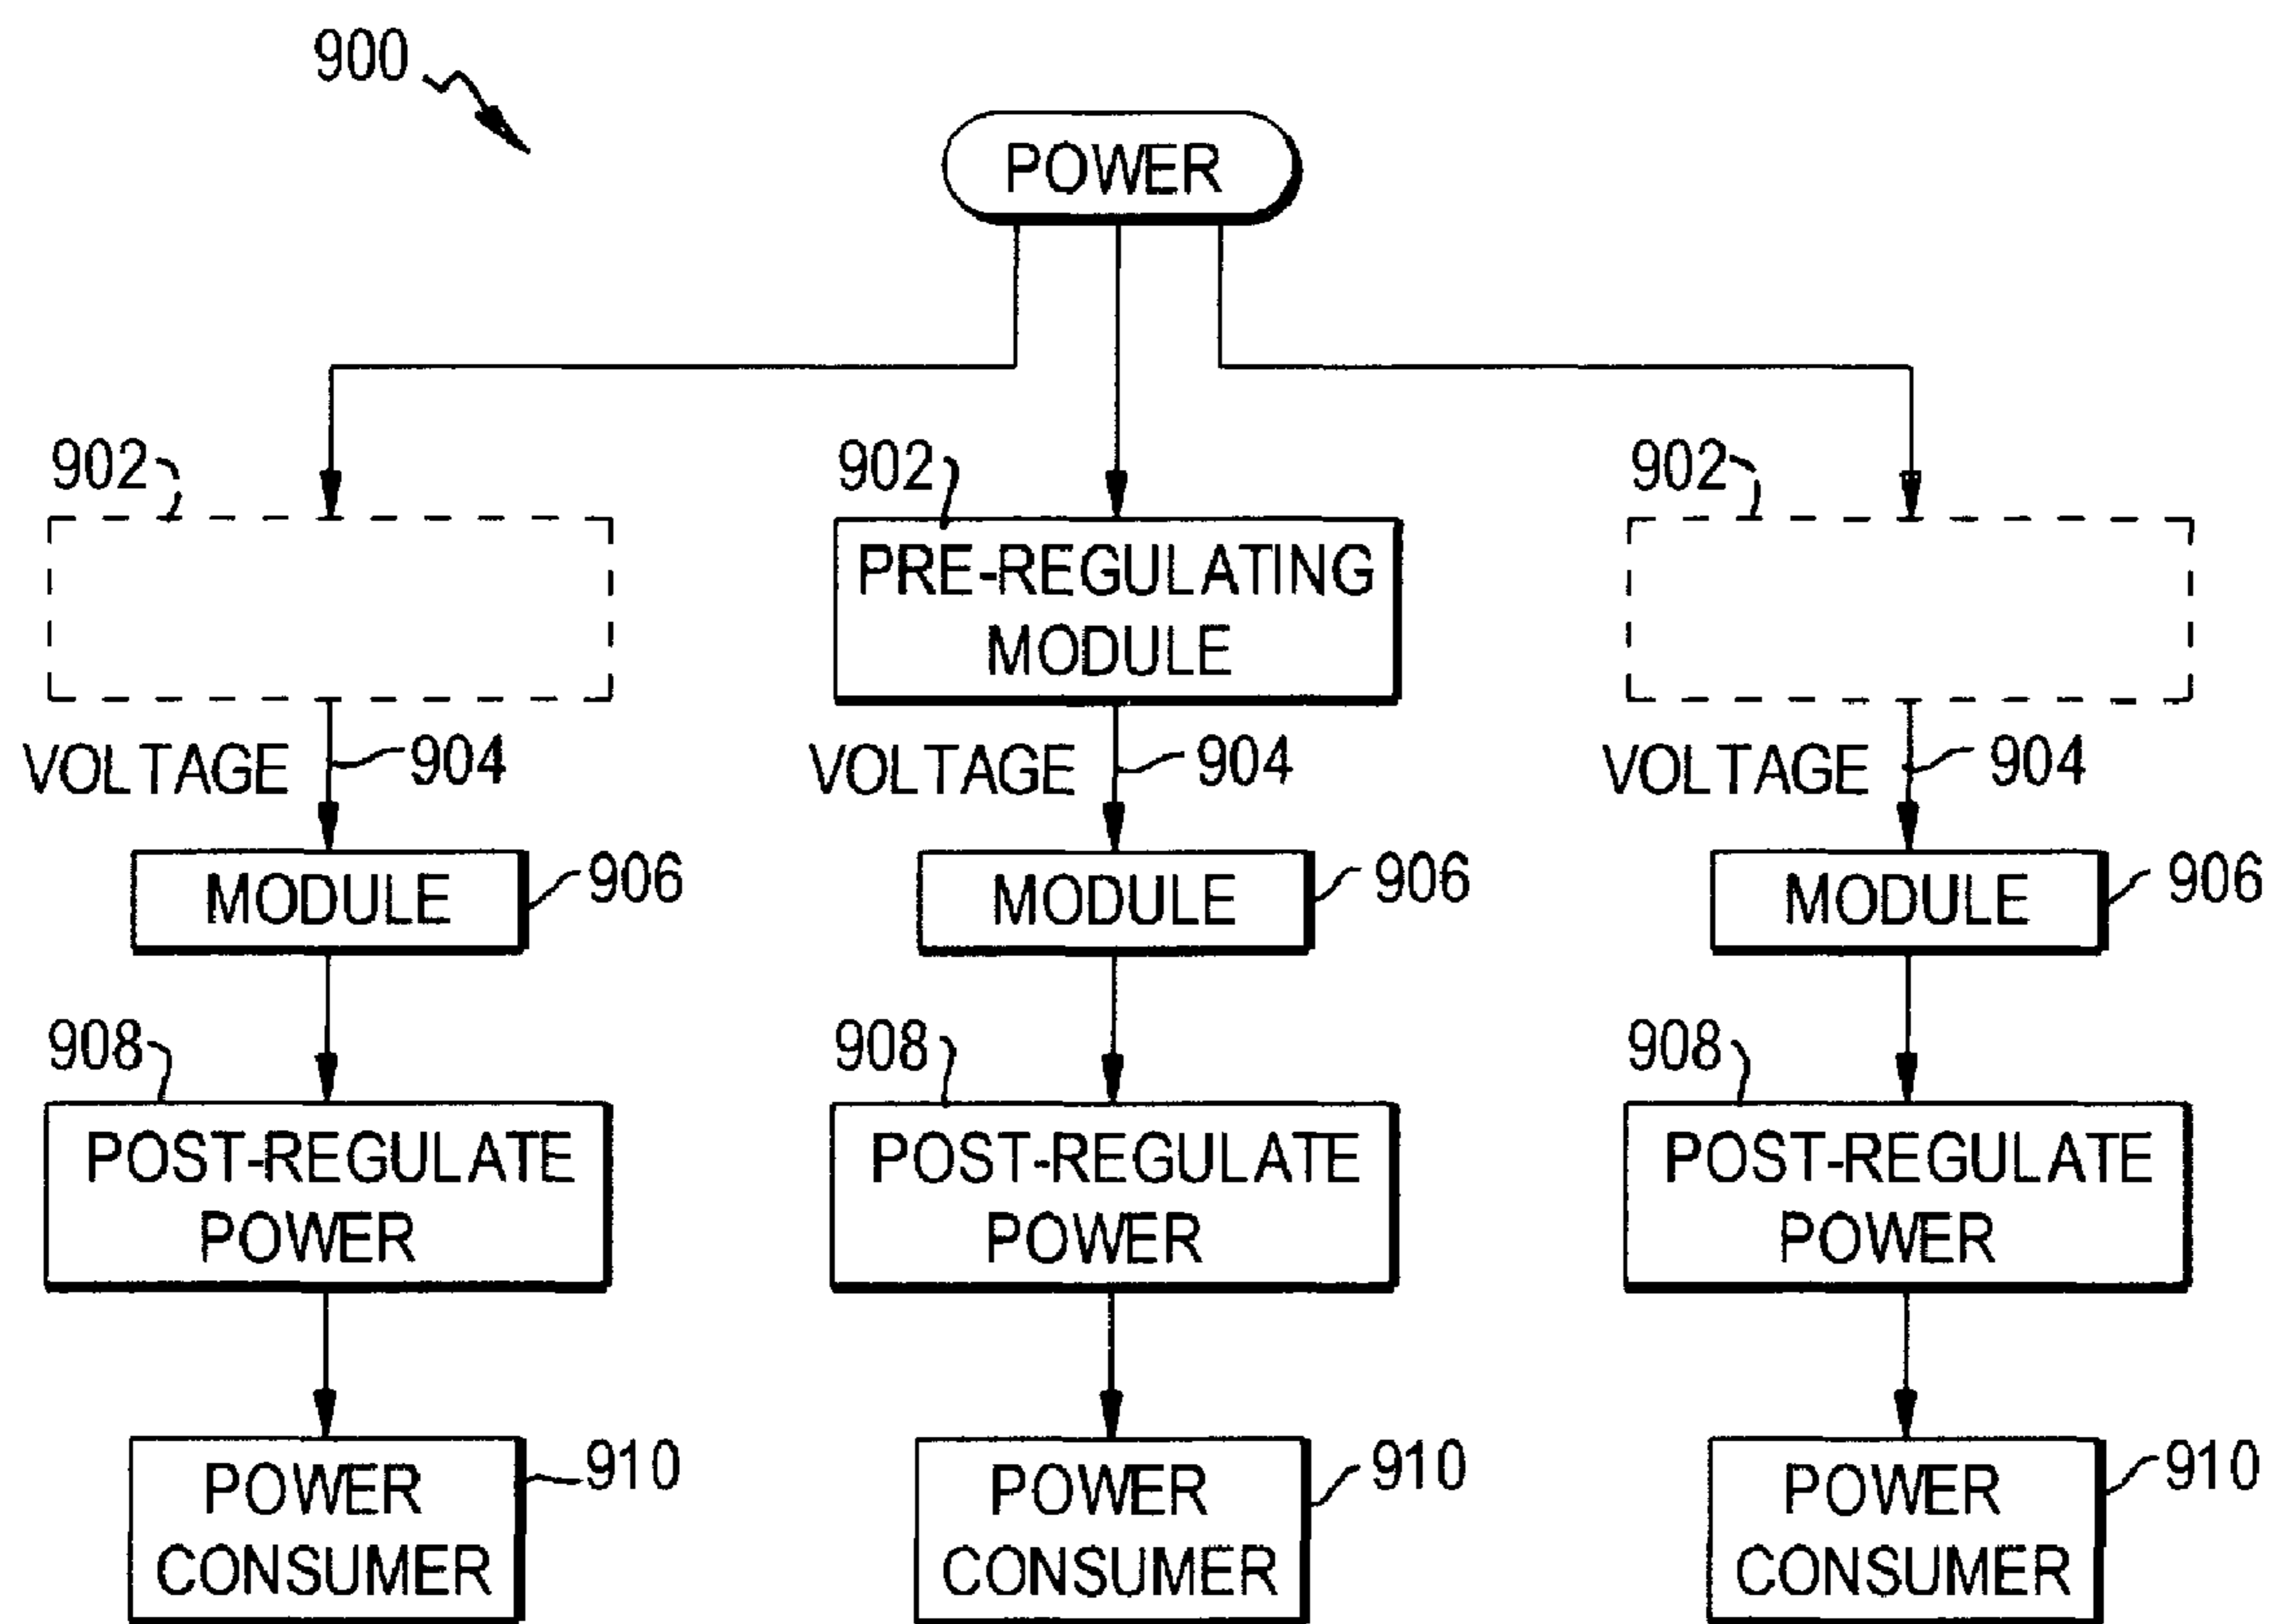 900
POWER
902
902
902
PRE-REGULATING
MODULE
VOLTAGE
904
VOLTAGE
904
VOLTAGE
904
MODULE
906
MODULE
906
MODULE
906
908
908
908
POST-REGULATE
POWER
POST-REGULATE
POWER
POST-REGULATE
POWER
POWER
CONSUMER
910
POWER
CONSUMER
910
POWER
CONSUMER
910